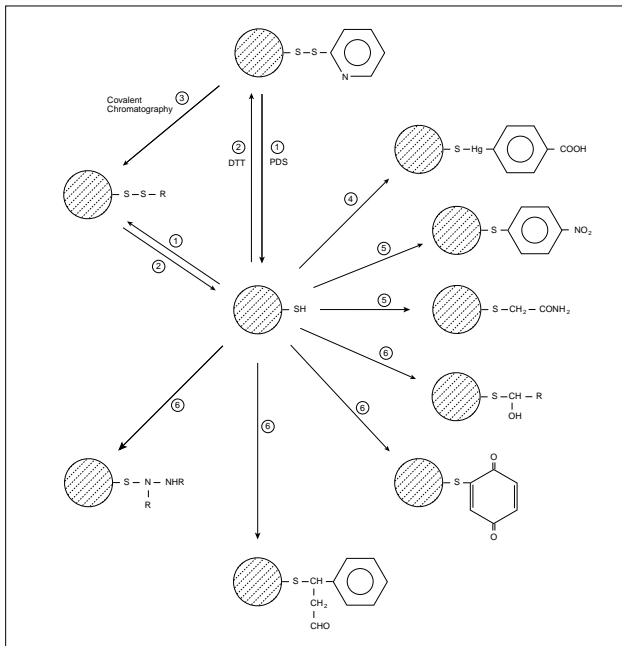 S – S
N
Covalent
Chromatography
③
②
DTT
①
PDS
S – Hg
COOH
④
S – S – R
①
②
S
NO₂
⑤
SH
⑤
S – CH₂ – CONH₂
⑥
S – CH – R
OH
⑥
⑥
⑥
O
S
O
S – N – NHR
R
S – CH
CH₂
CHO